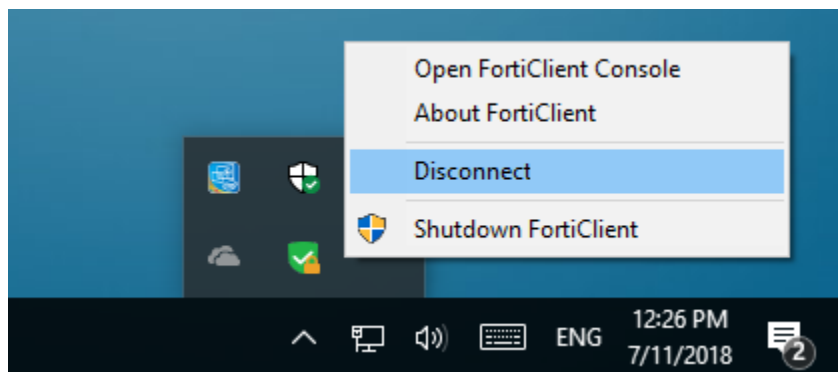 Open FortiClient Console
About FortiClient
Disconnect
Shutdown FortiClient
ENG
12:26 PM
7/11/2018
2